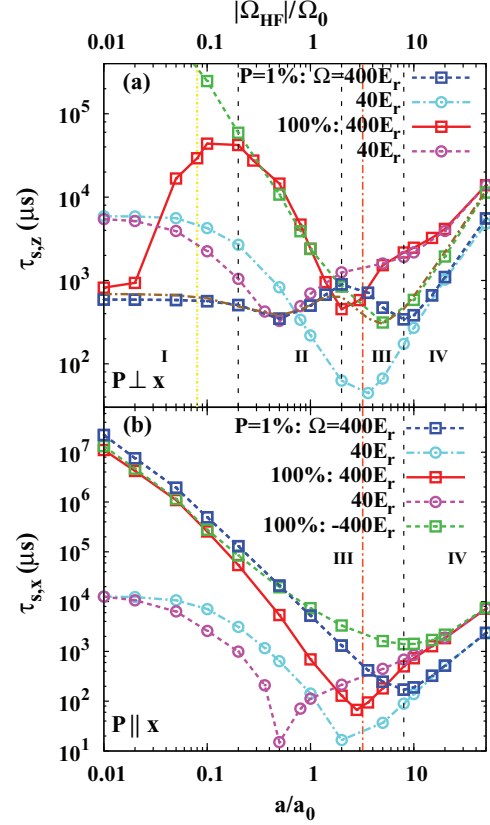 |Ω_HF|/Ω_0
0.01 0.1 1 10
(a)
P=1%: Ω=400E_r
40E_r
100%: 400E_r
40E_r
10^5
10^4
10^3
10^2
τ_s,z (μs)
I II III IV
P ⊥ x
(b)
P=1%: Ω=400E_r
40E_r
100%: 400E_r
40E_r
100%: -400E_r
10^7
10^6
10^5
10^4
10^3
10^2
10^1
τ_s,x (μs)
III IV
P ∥ x
0.01 0.1 1 10
a/a_0